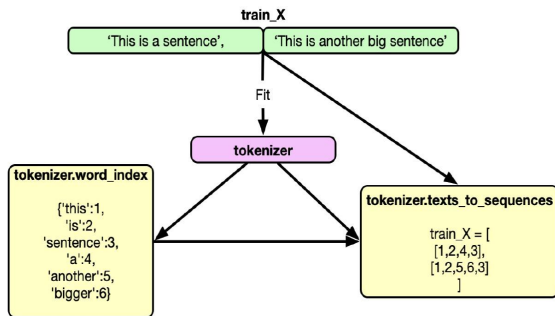 train_X
‘This is a sentence’, ‘This is another big sentence’
Fit
tokenizer
tokenizer.word_index
{'this':1,
'is':2,
'sentence':3,
'a':4,
'another':5,
'bigger':6}
tokenizer.texts_to_sequences
train_X = [
[1,2,4,3],
[1,2,5,6,3]
]